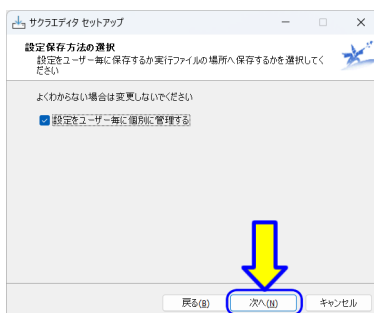 サクラエディタ セットアップ
設定保存方法の選択
設定をユーザー毎に保存するか実行ファイルの場所へ保存するかを選択してく
ださい
よくわからない場合は変更しないでください
設定をユーザー毎に個別に管理する
戻る(B)
次へ(N)
キャンセル